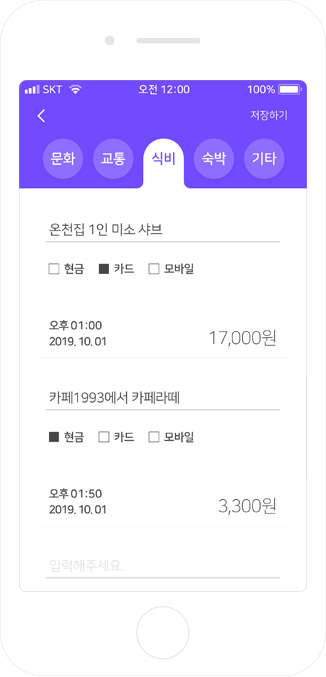 SKT 오전 12:00 100%
저장하기
문화 교통 식비 숙박 기타
온천집 1인 미소 샤브
현금 카드 모바일
오후 01:00
2019. 10. 01
17,000원
카페1993에서 카페라떼
현금 카드 모바일
오후 01:50
2019. 10. 01
3,300원
입력해주세요.